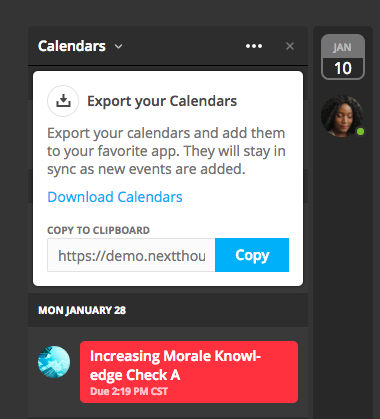 Calendars
JAN
10
Export your Calendars
Export your calendars and add them
to your favorite app. They will stay in
sync as new events are added.
Download Calendars
COPY TO CLIPBOARD
https://demo.nextthou
Copy
MON JANUARY 28
Increasing Morale Knowl-
edge Check A
Due 2:19 PM CST